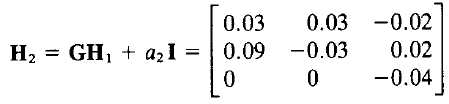 0.03 0.03 -0.02
H₂ = GH₁ + a₂I = 0.09 -0.03 0.02
0 0 -0.04